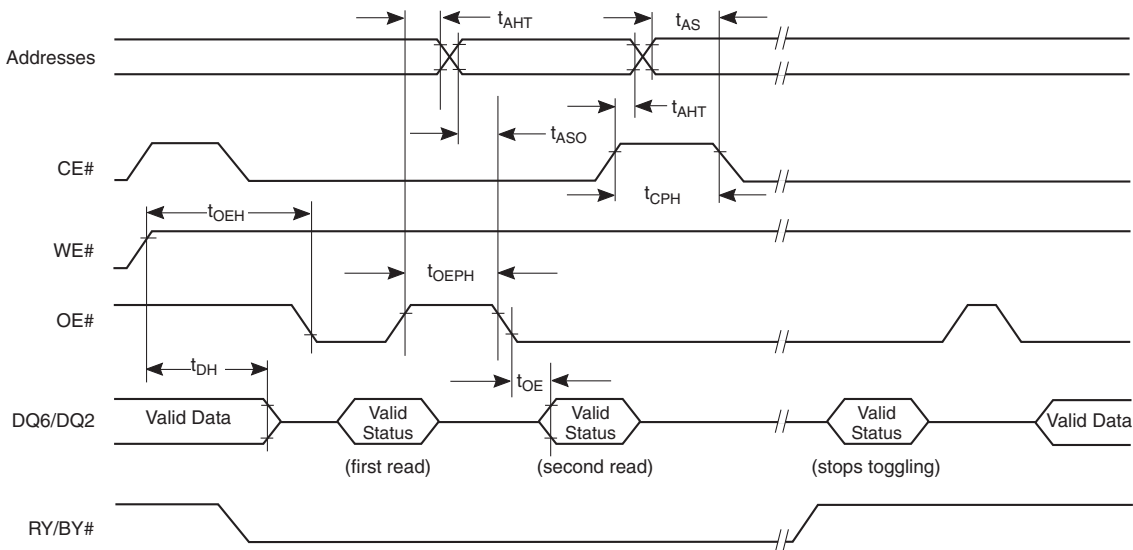 tAHT
tAS
Addresses
tAHT
tASO
CE#
tCPH
tOEH
WE#
tOEPH
OE#
tDH
tOE
DQ6/DQ2
Valid Data
Valid
Status
Valid
Status
Valid
Status
Valid Data
(first read)
(second read)
(stops toggling)
RY/BY#